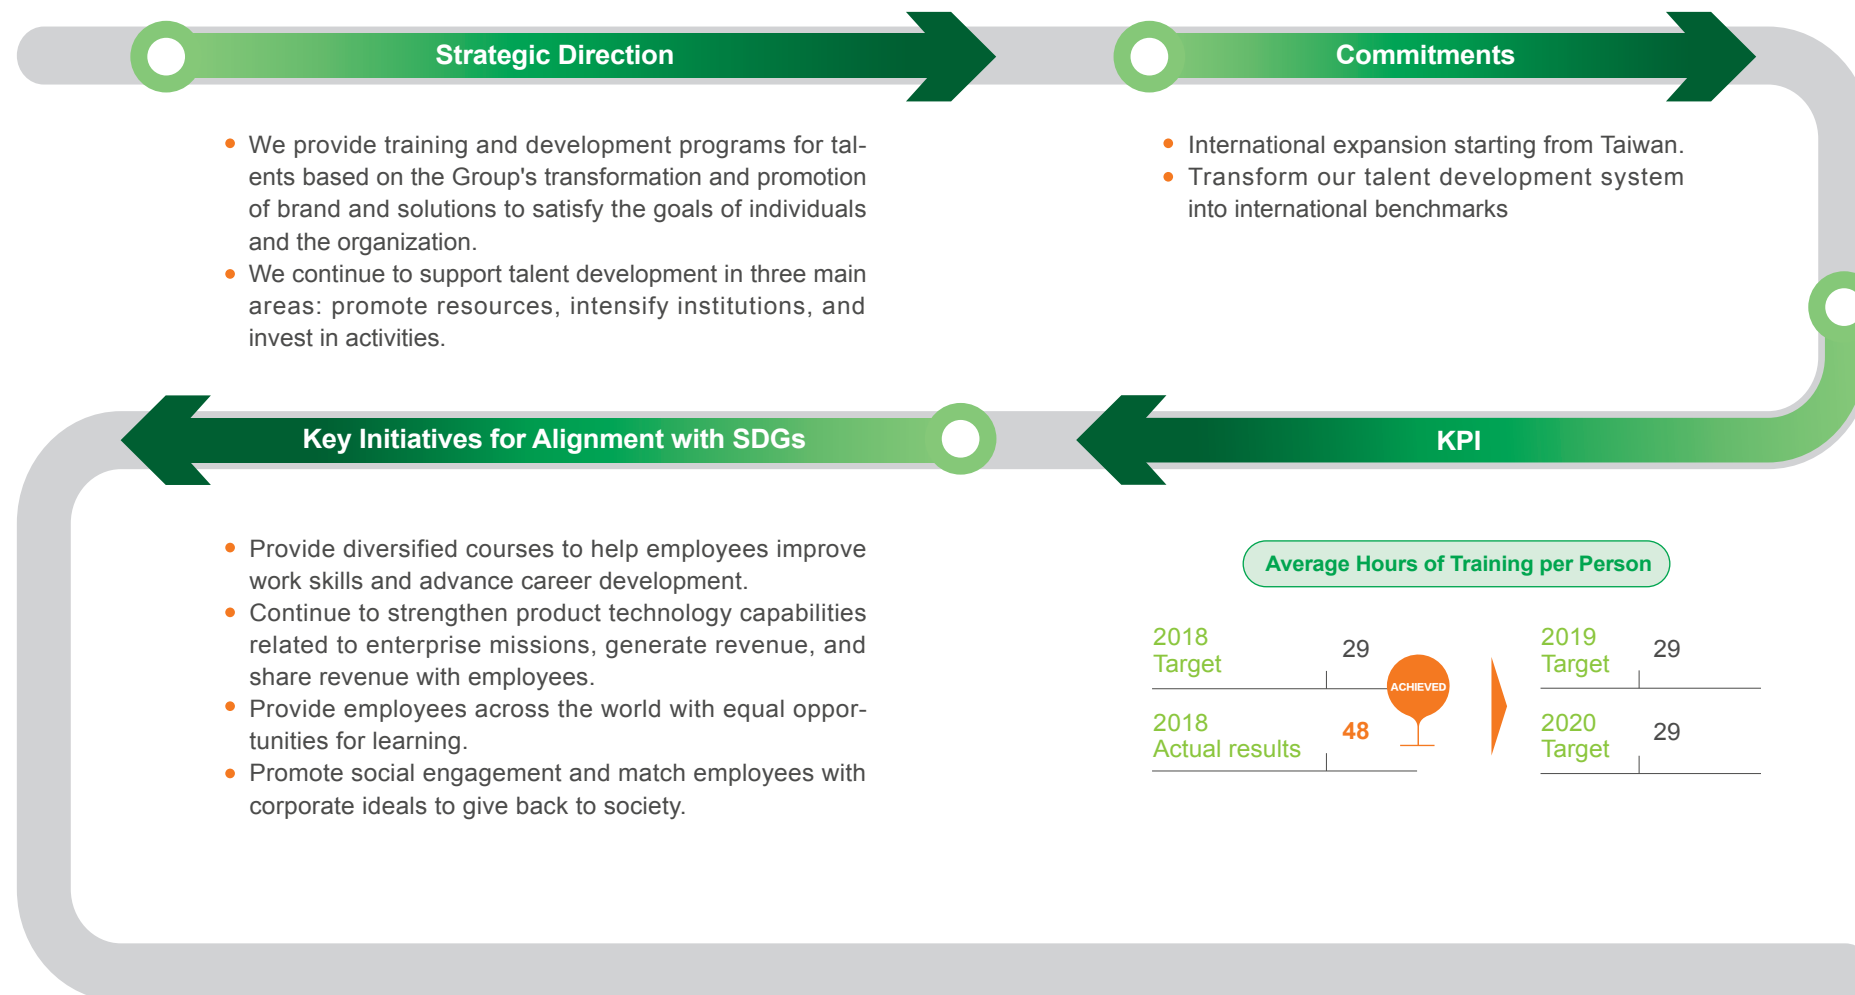 Strategic Direction
We provide training and development programs for tal-
ents based on the Group's transformation and promotion
of brand and solutions to satisfy the goals of individuals
and the organization.
We continue to support talent development in three main
areas: promote resources, intensify institutions, and
invest in activities.
Commitments
International expansion starting from Taiwan.
Transform our talent development system
into international benchmarks
KPI
Average Hours of Training per Person
2018
Target
29
ACHIEVED
2018
Actual results
48
2019
Target
29
2020
Target
29
Key Initiatives for Alignment with SDGs
Provide diversified courses to help employees improve
work skills and advance career development.
Continue to strengthen product technology capabilities
related to enterprise missions, generate revenue, and
share revenue with employees.
Provide employees across the world with equal oppor-
tunities for learning.
Promote social engagement and match employees with
corporate ideals to give back to society.